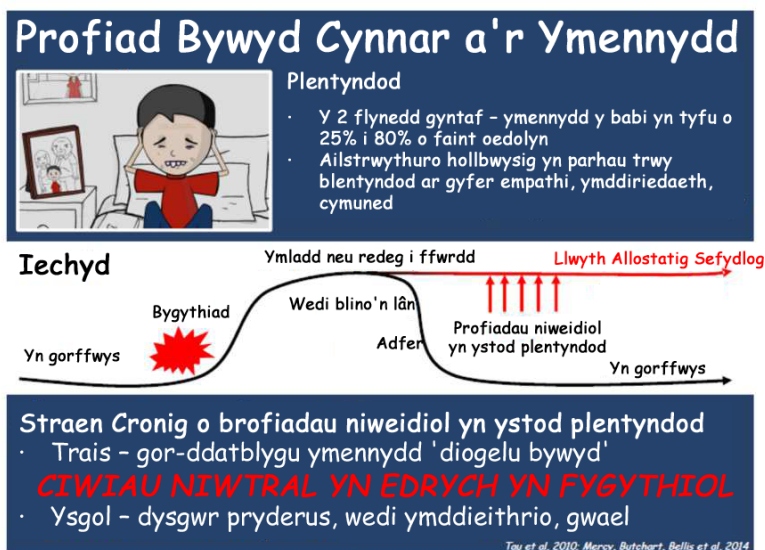 Profiad Bywyd Cynnar a'r Ymennydd
Plentyndod
· Y 2 flynedd gyntaf – ymennydd y babi yn tyfu o
25% i 80% o faint oedolyn
· Ailstrwythuro hollbwysig yn parhau trwy
blentyndod ar gyfer empathi, ymddiriedaeth,
cymuned
Iechyd
Ymladd neu redeg i ffwrdd
Llwyth Allostatig Sefydlog
Bygythiad
Wedi blino'n lân
Adfer
Profiadau niweidiol
yn ystod plentyndod
Yn gorffwys
Yn gorffwys
Straen Cronig o brofiadau niweidiol yn ystod plentyndod
· Trais – gor-ddatblygu ymennydd 'diogelu bywyd'
CIWIAU NIWTRAL YN EDRYCH YN FYGYTHIOL
· Ysgol – dysgwr pryderus, wedi ymddieithrio, gwael
Tou et al, 2010; Mercy, Butchart, Bellis et al, 2014